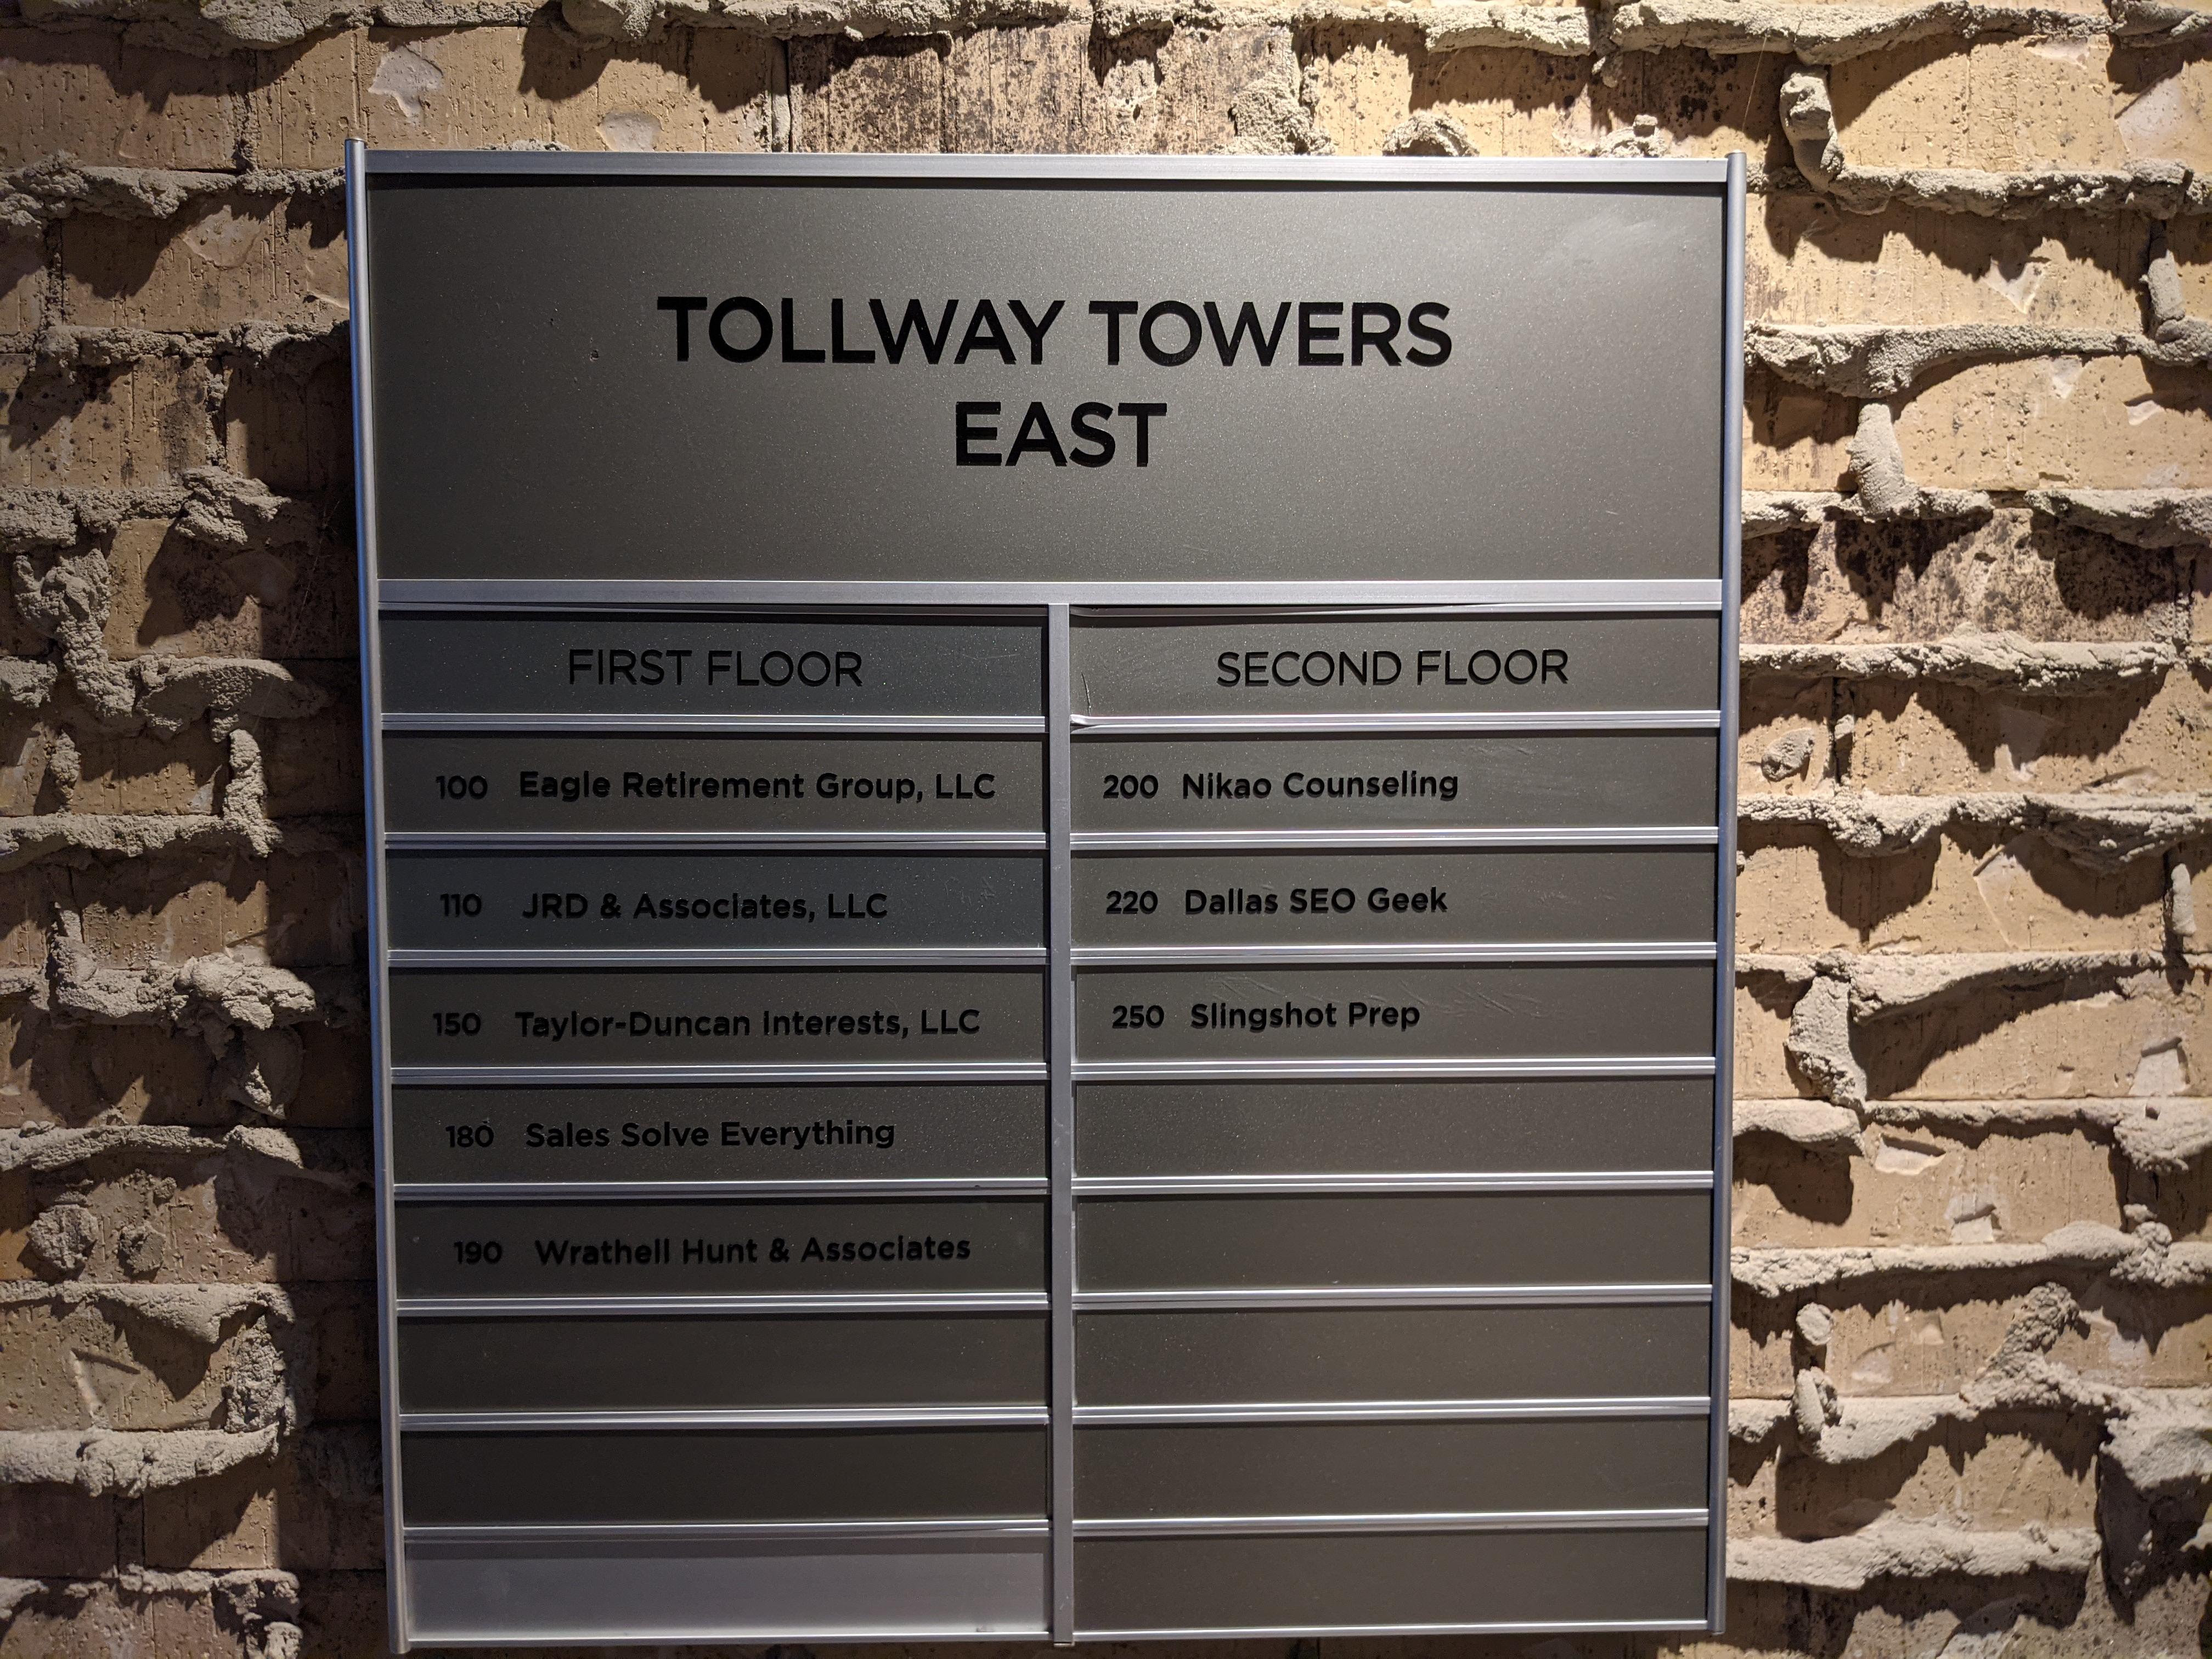 TOLLWAY TOWERS
EAST
FIRST FLOOR
100 Eagle Retirement Group, LLC
110 JRD & Associates, LLC
150 Taylor-Duncan Interests, LLC
180 Sales Solve Everything
190 Wrathell Hunt & Associates
SECOND FLOOR
200 Nikao Counseling
220 Dallas SEO Geek
250 Slingshot Prep